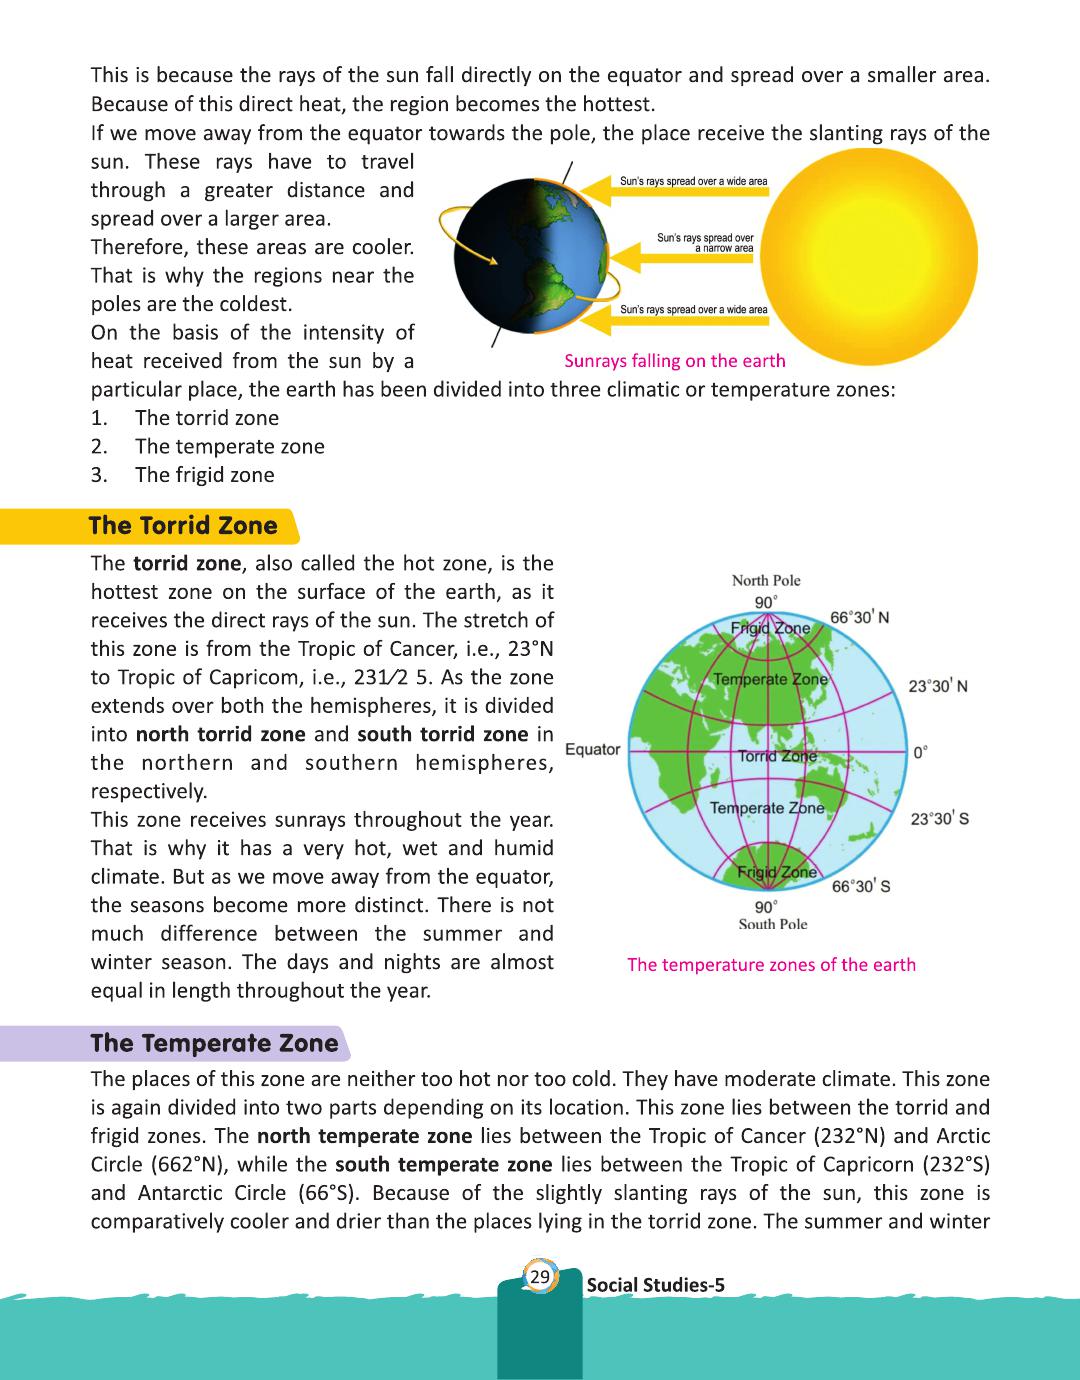 This is because the rays of the sun fall directly on the equator and spread over a smaller area.
Because of this direct heat, the region becomes the hottest.
If we move away from the equator towards the pole, the place receive the slanting rays of the
sun. These rays have to travel
through a greater distance and
spread over a larger area.
Therefore, these areas are cooler.
That is why the regions near the
poles are the coldest.
On the basis of the intensity of
heat received from the sun by a
Sun's rays spread over a wide area
Sun's rays spread over
a narrow area
Sun's rays spread over a wide area
Sunrays falling on the earth
particular place, the earth has been divided into three climatic or temperature zones:
1. The torrid zone
2. The temperate zone
3. The frigid zone
The Torrid Zone
The torrid zone, also called the hot zone, is the
hottest zone on the surface of the earth, as it
receives the direct rays of the sun. The stretch of
this zone is from the Tropic of Cancer, i.e., 23°N
to Tropic of Capricom, i.e., 231⁄2 5. As the zone
extends over both the hemispheres, it is divided
into north torrid zone and south torrid zone in
the northern and southern hemispheres,
respectively.
This zone receives sunrays throughout the year.
That is why it has a very hot, wet and humid
climate. But as we move away from the equator,
the seasons become more distinct. There is not
much difference between the summer and
winter season. The days and nights are almost
equal in length throughout the year.
North Pole
90°
66°30' N
Frigid Zone
Temperate Zone
23°30' N
Equator
Torrid Zone
0°
Temperate Zone
23°30' S
Frigid Zone
66°30' S
90°
South Pole
The temperature zones of the earth
The Temperate Zone
The places of this zone are neither too hot nor too cold. They have moderate climate. This zone
is again divided into two parts depending on its location. This zone lies between the torrid and
frigid zones. The north temperate zone lies between the Tropic of Cancer (232°N) and Arctic
Circle (662°N), while the south temperate zone lies between the Tropic of Capricorn (232°S)
and Antarctic Circle (66°S). Because of the slightly slanting rays of the sun, this zone is
comparatively cooler and drier than the places lying in the torrid zone. The summer and winter
29
Social Studies-5